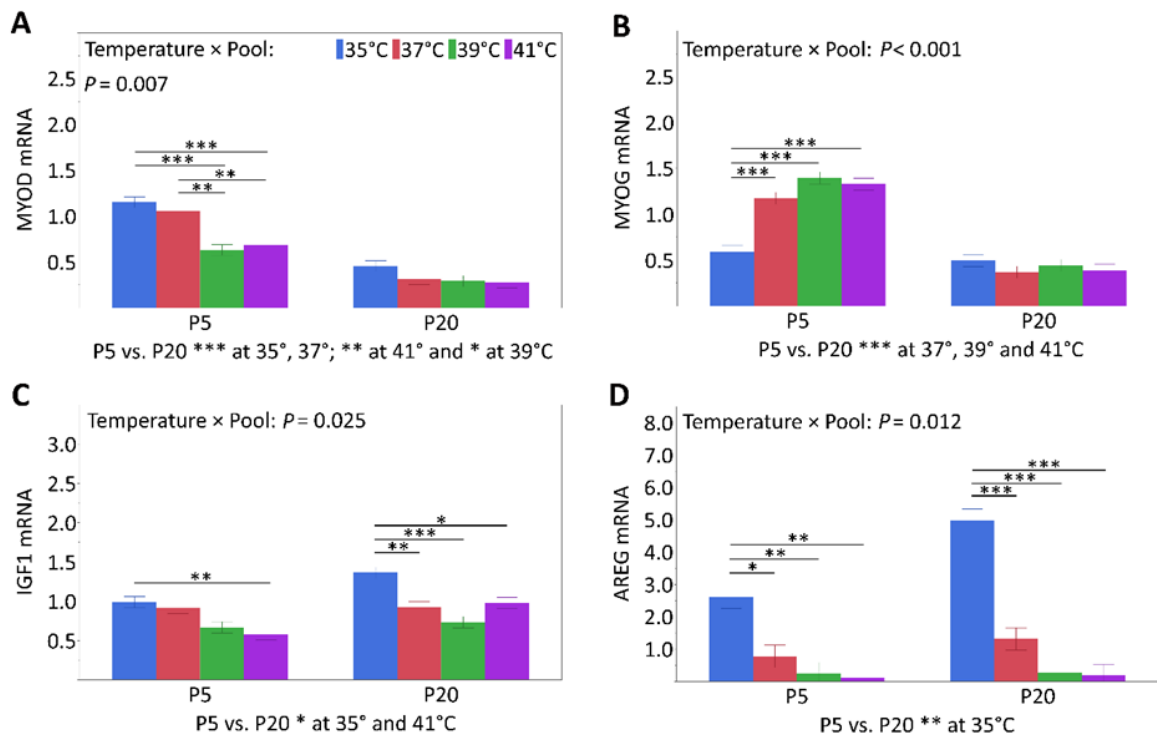 A
Temperature × Pool:
35°C 37°C 39°C 41°C
P = 0.007
MYOD mRNA
2.5
2.0
1.5
1.0
0.5
***
***
**
**
P5 P20
P5 vs. P20 *** at 35°, 37°; ** at 41° and * at 39°C
B
Temperature × Pool: P< 0.001
MYOG mRNA
2.5
2.0
1.5
1.0
0.5
***
***
***
P5 P20
P5 vs. P20 *** at 37°, 39° and 41°C
C
Temperature × Pool: P = 0.025
IGF1 mRNA
3.0
2.5
2.0
1.5
1.0
0.5
**
*
***
**
P5 P20
P5 vs. P20 * at 35° and 41°C
D
Temperature × Pool: P = 0.012
AREG mRNA
8.0
7.0
6.0
5.0
4.0
3.0
2.0
1.0
**
**
*
***
***
***
P5 P20
P5 vs. P20 ** at 35°C